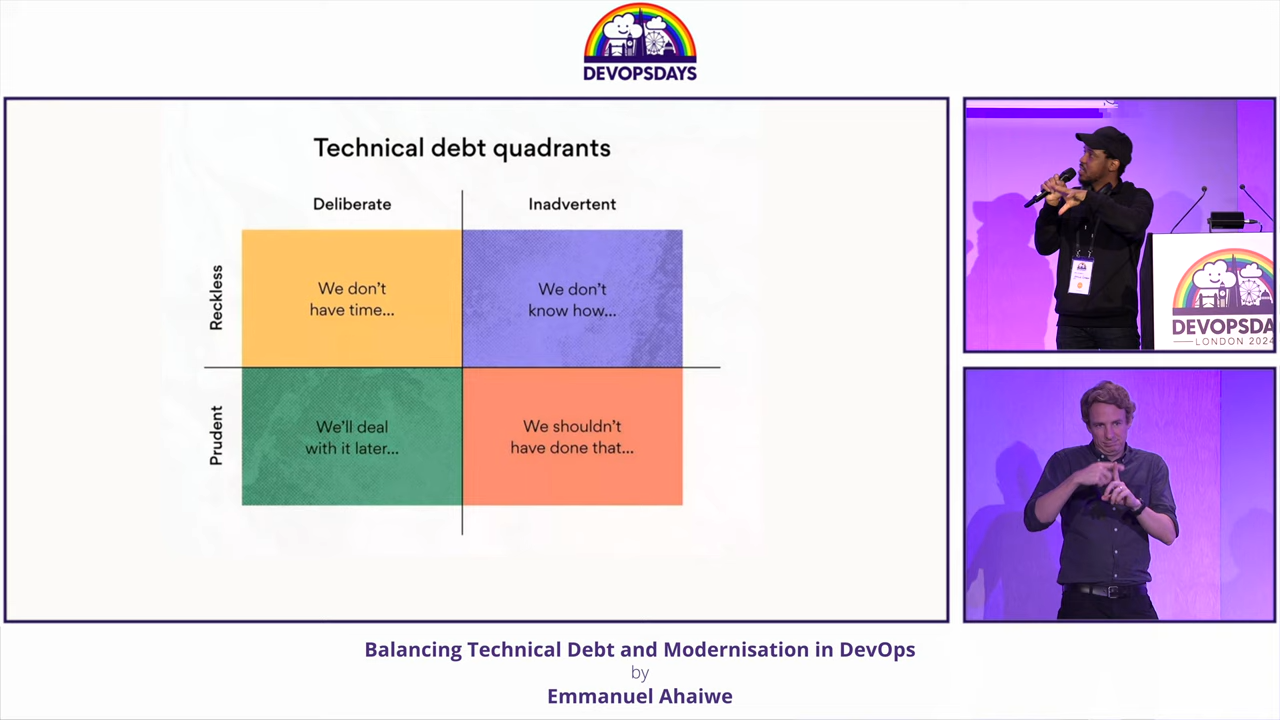 DEVOPSDAYS
Technical debt quadrants
Deliberate
Inadvertent
Reckless
We don't
have time...
We don't
know how...
Prudent
We'll deal
with it later...
We shouldn't
have done that...
DEVOPSDA
LONDON 2024
Balancing Technical Debt and Modernisation in DevOps
by
Emmanuel Ahaiwe